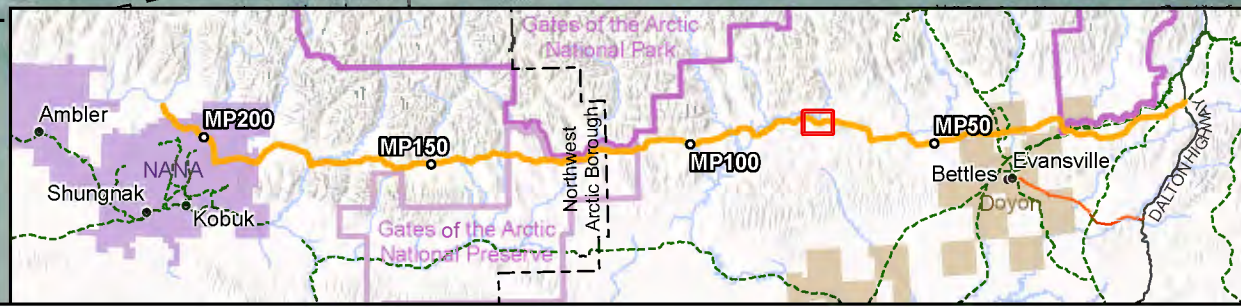 Gates of the Arctic
National Park
Ambler
MP200
MP150
NANA
Shungnak
Kobuk
Northwest
Arctic Borough
MP100
MP50
Evansville
Bettles
Doyon
DALTON HIGHWAY
Gates of the Arctic
National Preserve